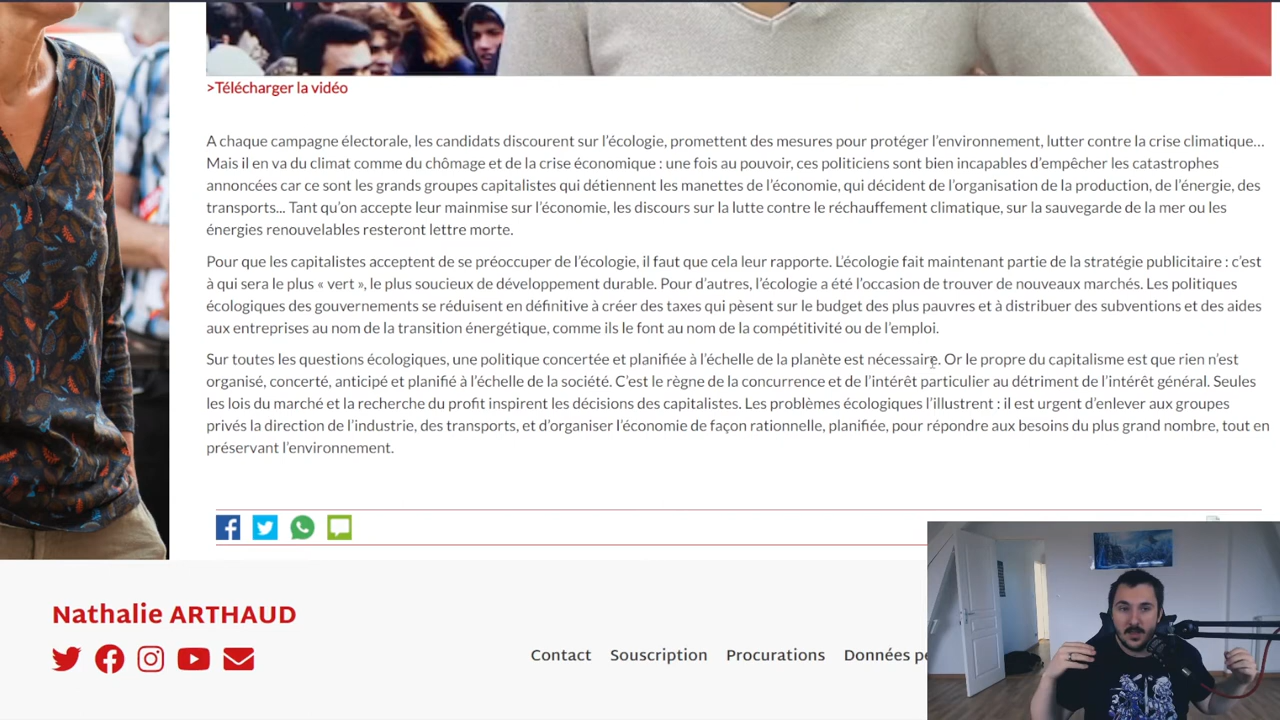 >Télécharger la vidéo
A chaque campagne électorale, les candidats discourent sur l'écologie, promettent des mesures pour protéger l'environnement, lutter contre la crise climatique…
Mais il en va du climat comme du chômage et de la crise économique : une fois au pouvoir, ces politiciens sont bien incapables d'empêcher les catastrophes
annoncées car ce sont les grands groupes capitalistes qui détiennent les manettes de l'économie, qui décident de l'organisation de la production, de l'énergie, des
transports... Tant qu'on accepte leur mainmise sur l'économie, les discours sur la lutte contre le réchauffement climatique, sur la sauvegarde de la mer ou les
énergies renouvelables resteront lettre morte.
Pour que les capitalistes acceptent de se préoccuper de l'écologie, il faut que cela leur rapporte. L'écologie fait maintenant partie de la stratégie publicitaire : c'est
à qui sera le plus « vert », le plus soucieux de développement durable. Pour d'autres, l'écologie a été l'occasion de trouver de nouveaux marchés. Les politiques
écologiques des gouvernements se réduisent en définitive à créer des taxes qui pèsent sur le budget des plus pauvres et à distribuer des subventions et des aides
aux entreprises au nom de la transition énergétique, comme ils le font au nom de la compétitivité ou de l'emploi.
Sur toutes les questions écologiques, une politique concertée et planifiée à l'échelle de la planète est nécessaire. Or le propre du capitalisme est que rien n'est
organisé, concerté, anticipé et planifié à l'échelle de la société. C'est le règne de la concurrence et de l'intérêt particulier au détriment de l'intérêt général. Seules
les lois du marché et la recherche du profit inspirent les décisions des capitalistes. Les problèmes écologiques l'illustrent : il est urgent d'enlever aux groupes
privés la direction de l'industrie, des transports, et d'organiser l'économie de façon rationnelle, planifiée, pour répondre aux besoins du plus grand nombre, tout en
préservant l'environnement.
Nathalie ARTHAUD
Contact Souscription Procurations Données